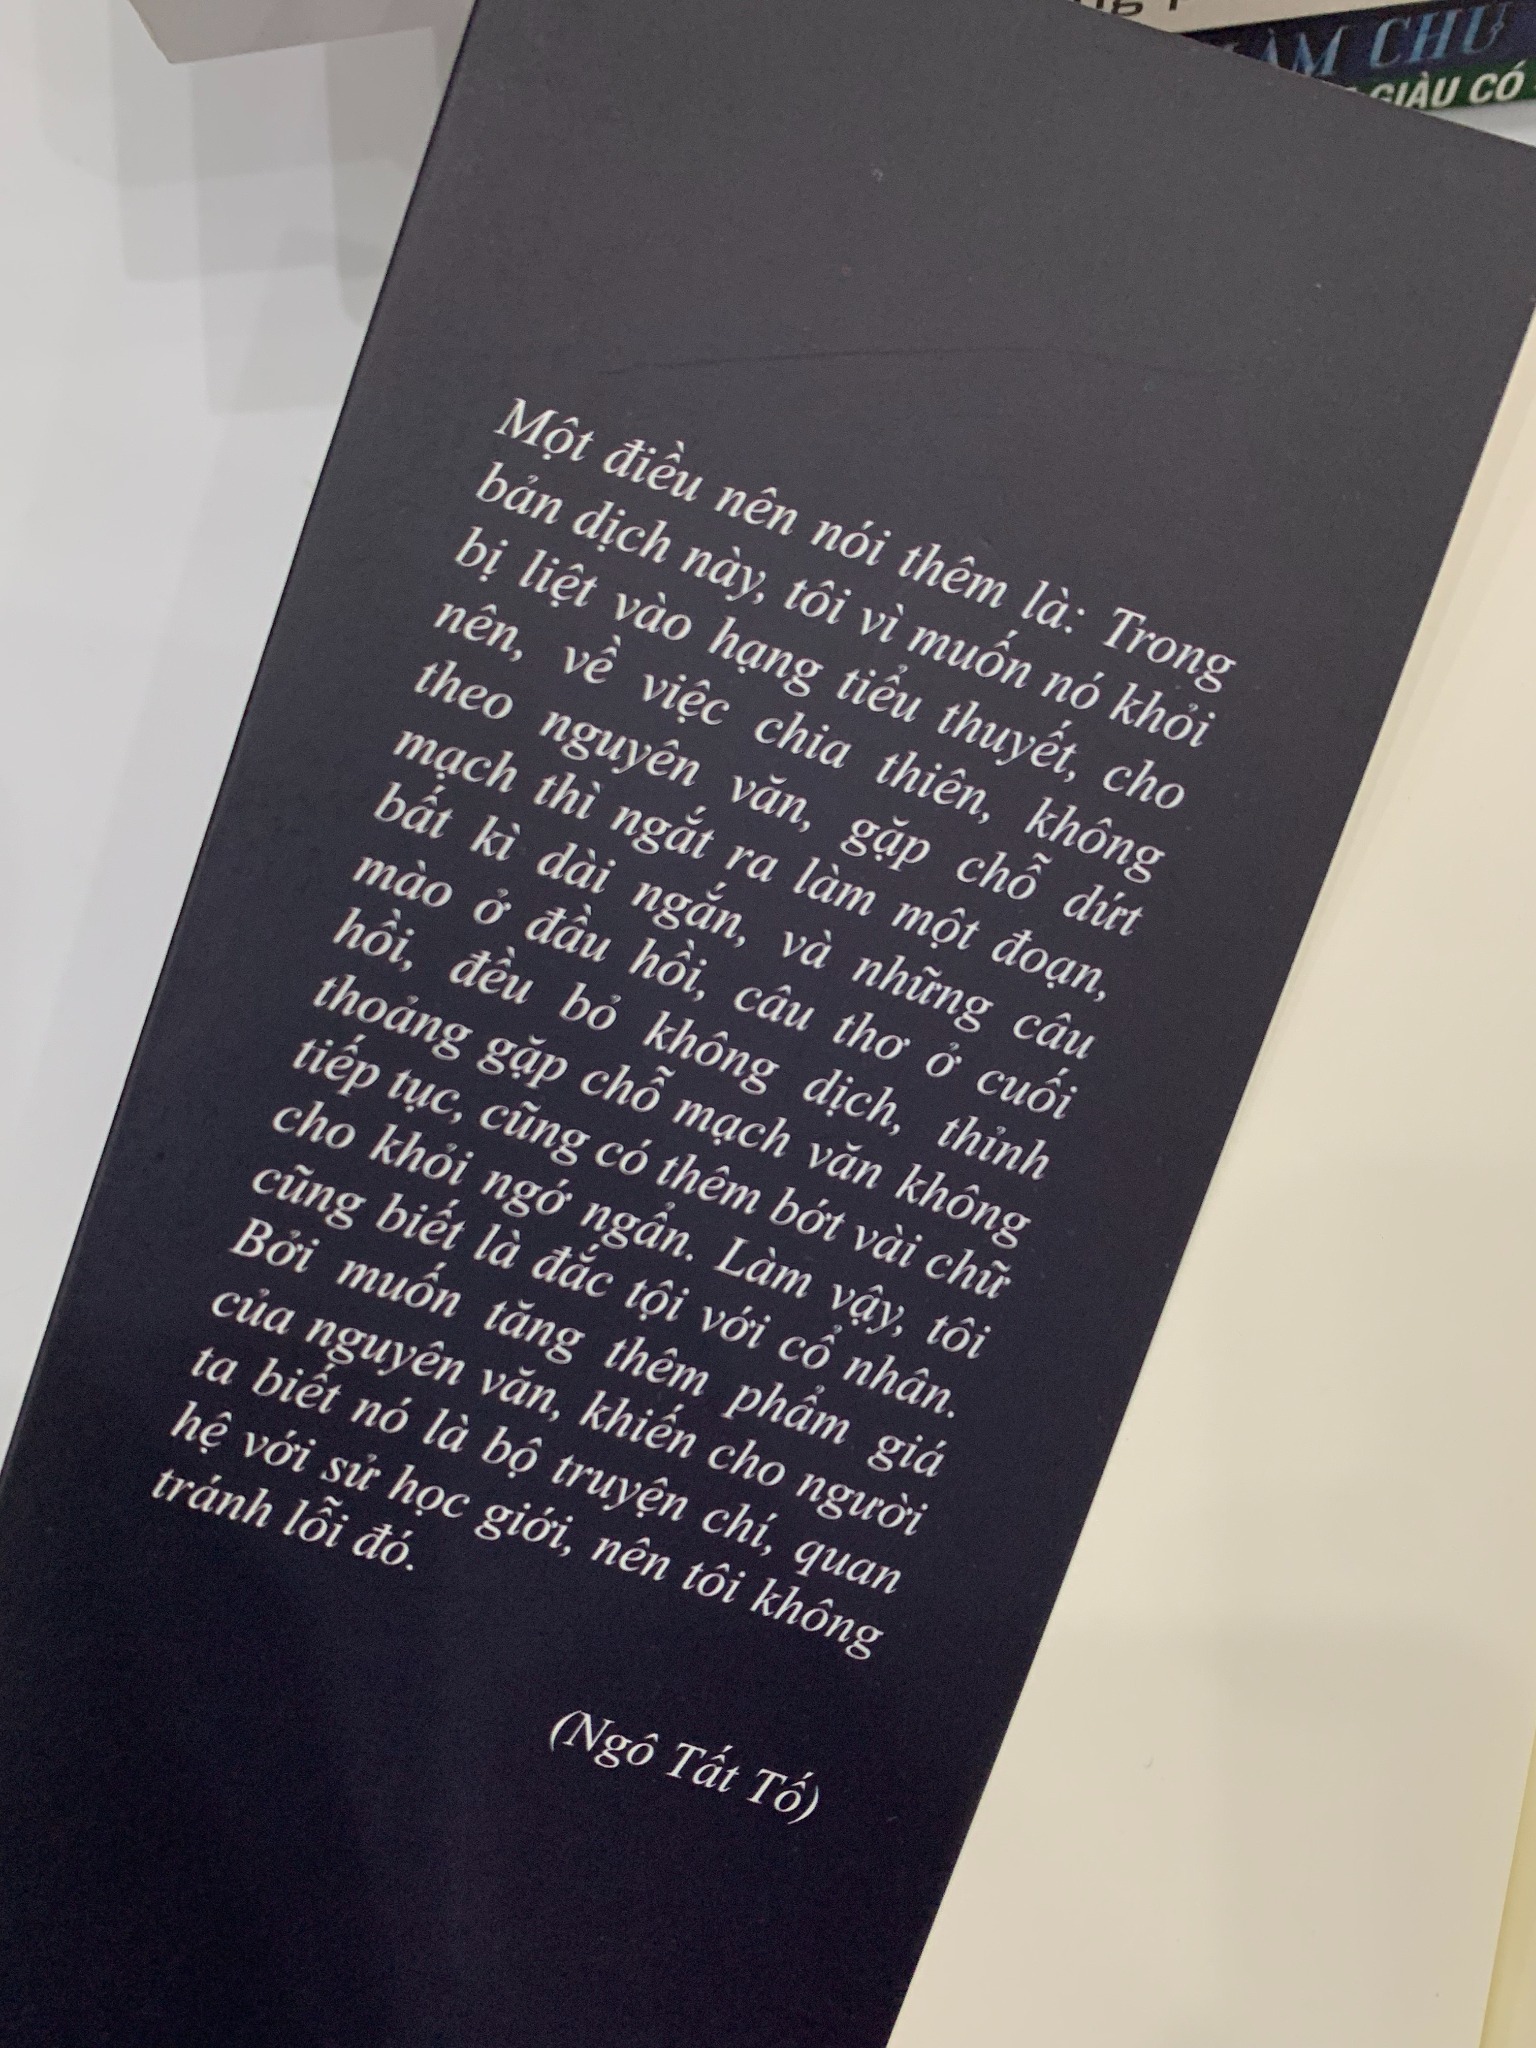 ÀM CHỦ
GIÀU CÓ
Một điều nên nói thêm là: Trong
bản dịch này, tôi vì muốn nó khỏi
bị liệt vào hạng tiểu thuyết, cho
nên, về việc chia thiên, không
theo nguyên văn, gặp chỗ dứt
mạch thì ngắt ra làm một đoạn,
bất kì dài ngắn, và những câu
mào ở đầu hồi, câu thơ ở cuối
hồi, đều bỏ không dịch, thỉnh
thoảng gặp chỗ mạch văn không
tiếp tục, cũng có thêm bớt vài chữ
cho khỏi ngớ ngẩn. Làm vậy, tôi
cũng biết là đắc tội với cổ nhân.
Bởi muốn tăng thêm phẩm giá
của nguyên văn, khiến cho người
ta biết nó là bộ truyện chí, quan
hệ với sử học giới, nên tôi không
tránh lỗi đó.
(Ngô Tất Tố)